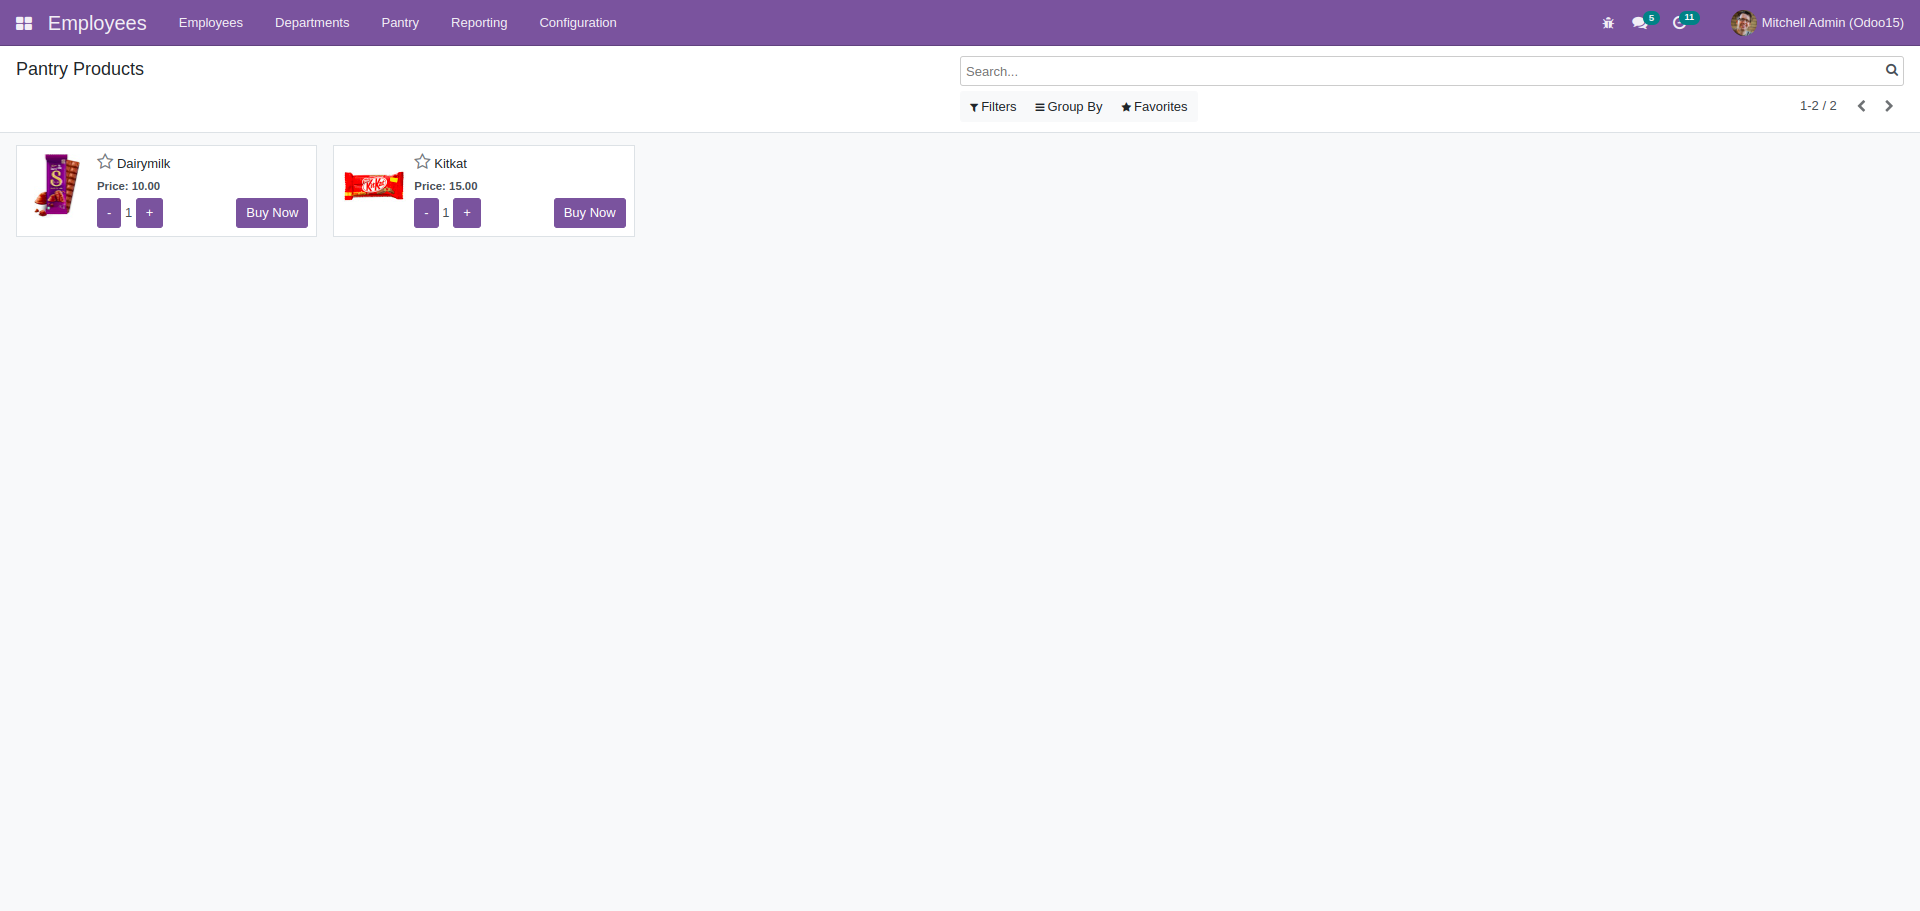 Employees Employees Departments Pantry Reporting Configuration 5 11 Mitchell Admin (Odoo15)
Pantry Products
Search...
Filters Group By Favorites 1-2 / 2
Dairymilk
Price: 10.00
- 1 + Buy Now
KitKat
Kitkat
Price: 15.00
- 1 + Buy Now